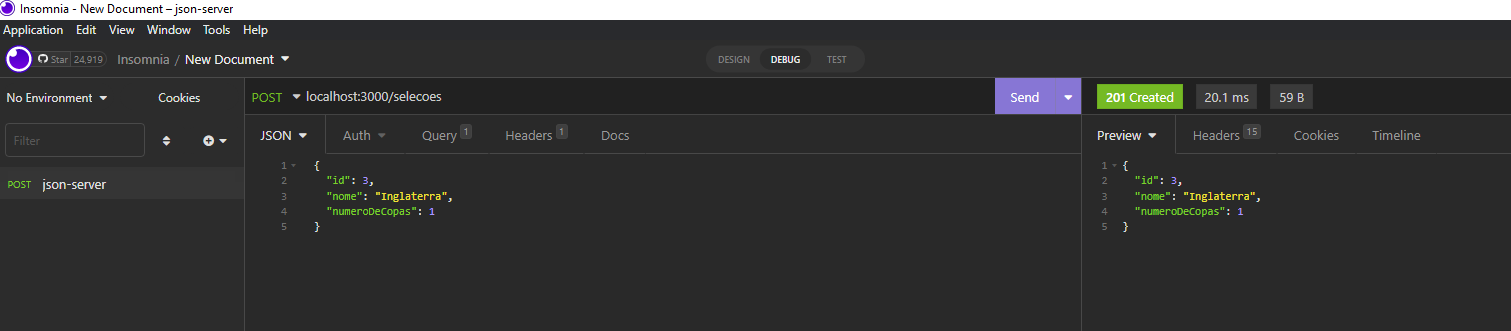 Insomnia - New Document – json-server
Application Edit View Window Tools Help
Star 24,919 Insomnia / New Document DESIGN DEBUG TEST
No Environment Cookies POST localhost:3000/selecoes Send 201 Created 20.1 ms 59 B
Filter JSON Auth Query 1 Headers 1 Docs Preview Headers 15 Cookies Timeline
POST json-server
1 {
2 "id": 3,
3 "nome": "Inglaterra",
4 "numeroDeCopas": 1
5 }
1 {
2 "id": 3,
3 "nome": "Inglaterra",
4 "numeroDeCopas": 1
5 }